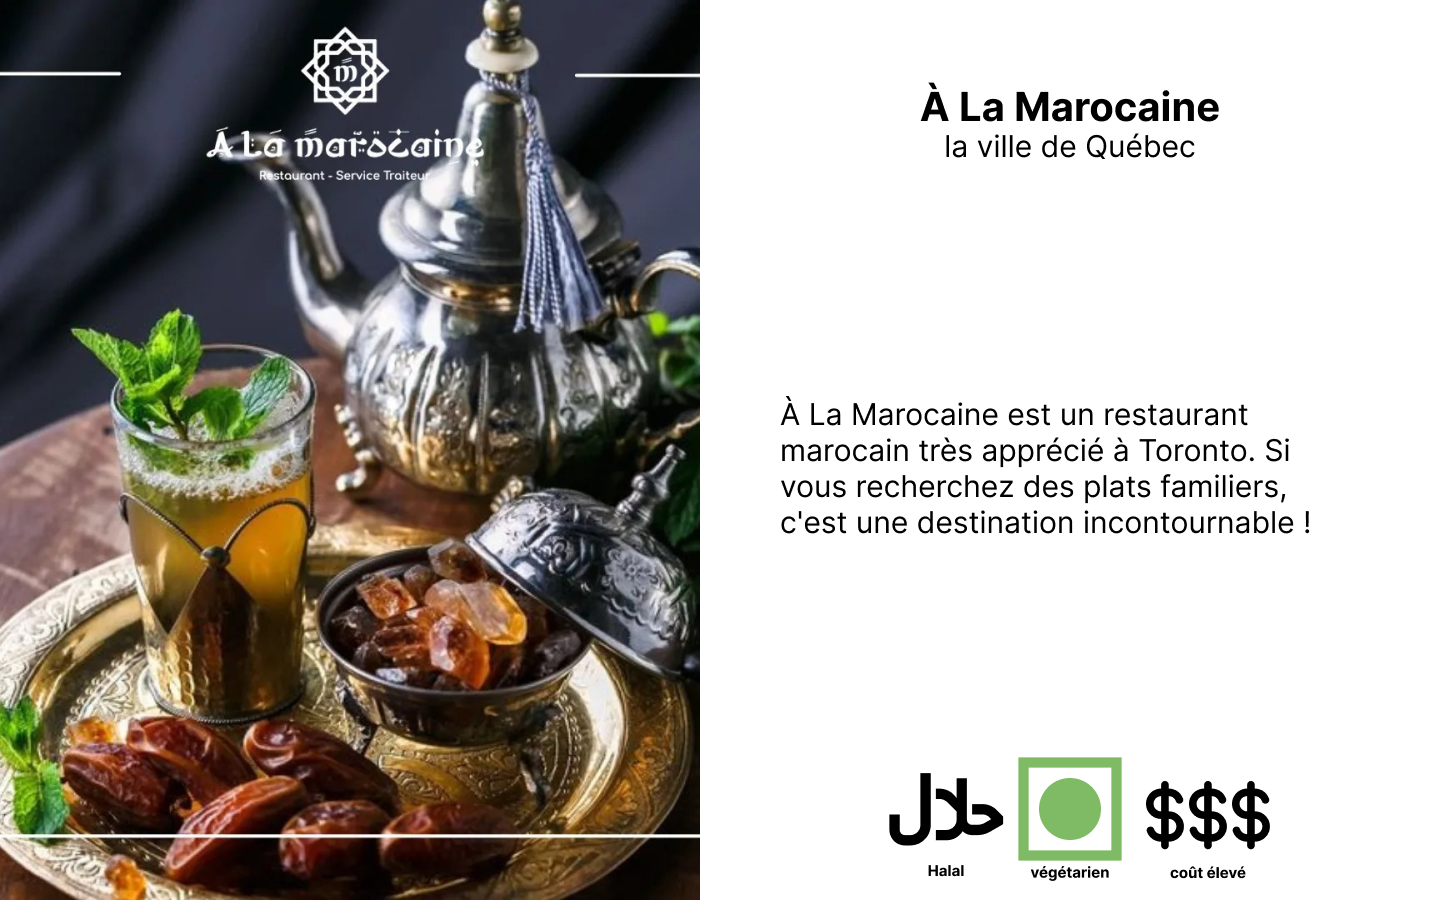 m
À La marocaine
Restaurant - Service Traiteur
À La Marocaine
la ville de Québec
À La Marocaine est un restaurant
marocain très apprécié à Toronto. Si
vous recherchez des plats familiers,
c'est une destination incontournable !
حلال
$$$
Halal
végétarien
coût élevé